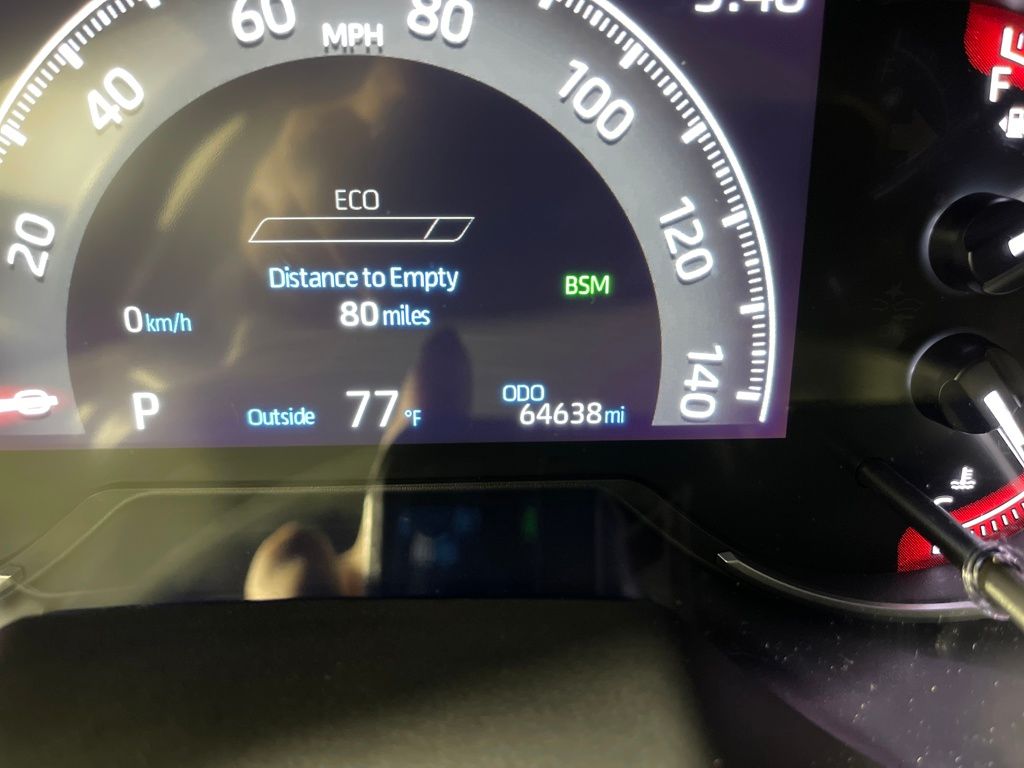 60 MPH 80
40
100
20
120
140
ECO
Distance to Empty
80 miles
BSM
0 km/h
P
Outside 77 °F
ODO
64638 mi
F